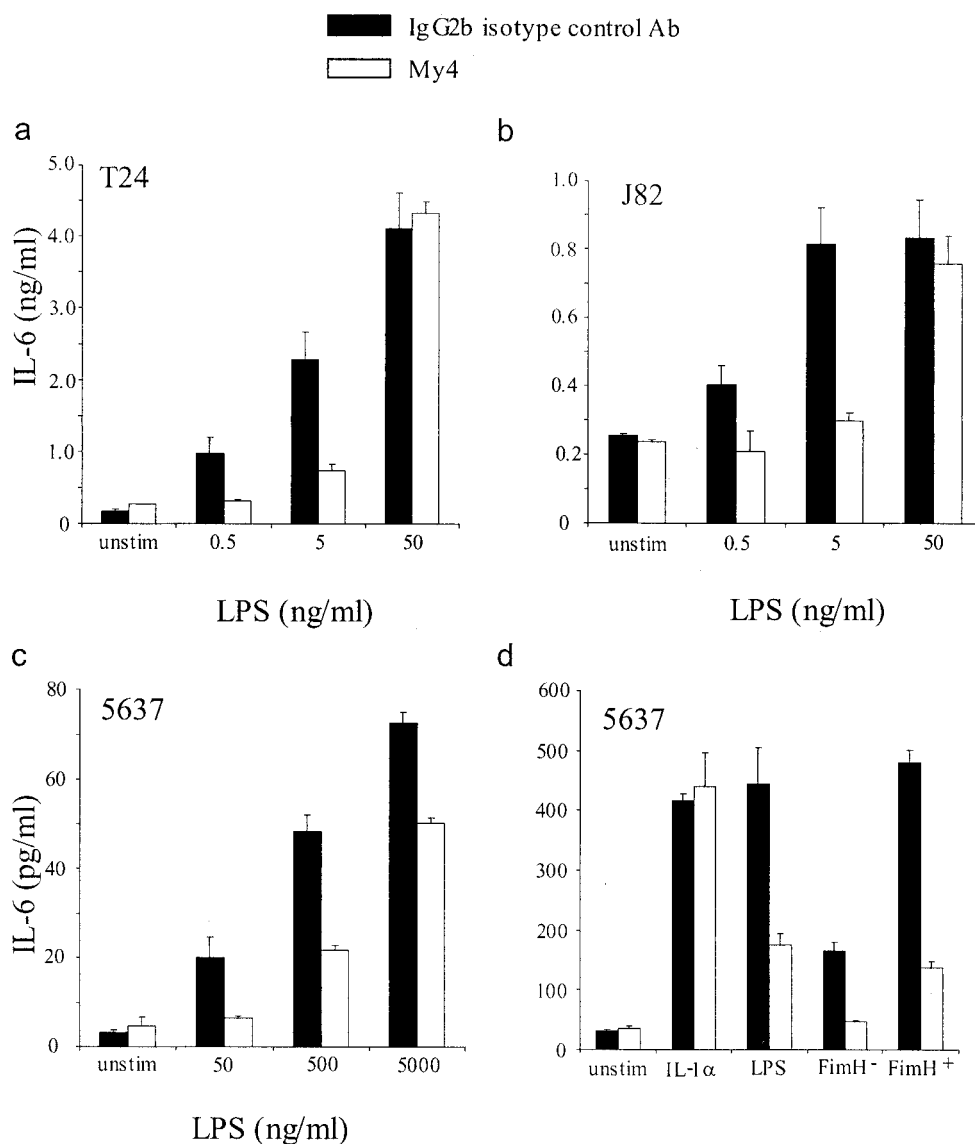 IgG2b isotype control Ab
My4
a
T24
IL-6 (ng/ml)
5.0
4.0
3.0
2.0
1.0
0
unstim 0.5 5 50
LPS (ng/ml)
b
J82
1.0
0.8
0.6
0.4
0.2
0
unstim 0.5 5 50
LPS (ng/ml)
c
5637
IL-6 (pg/ml)
80
60
40
20
0
unstim 50 500 5000
LPS (ng/ml)
d
5637
600
500
400
300
200
100
0
unstim IL-1α LPS FimH- FimH+